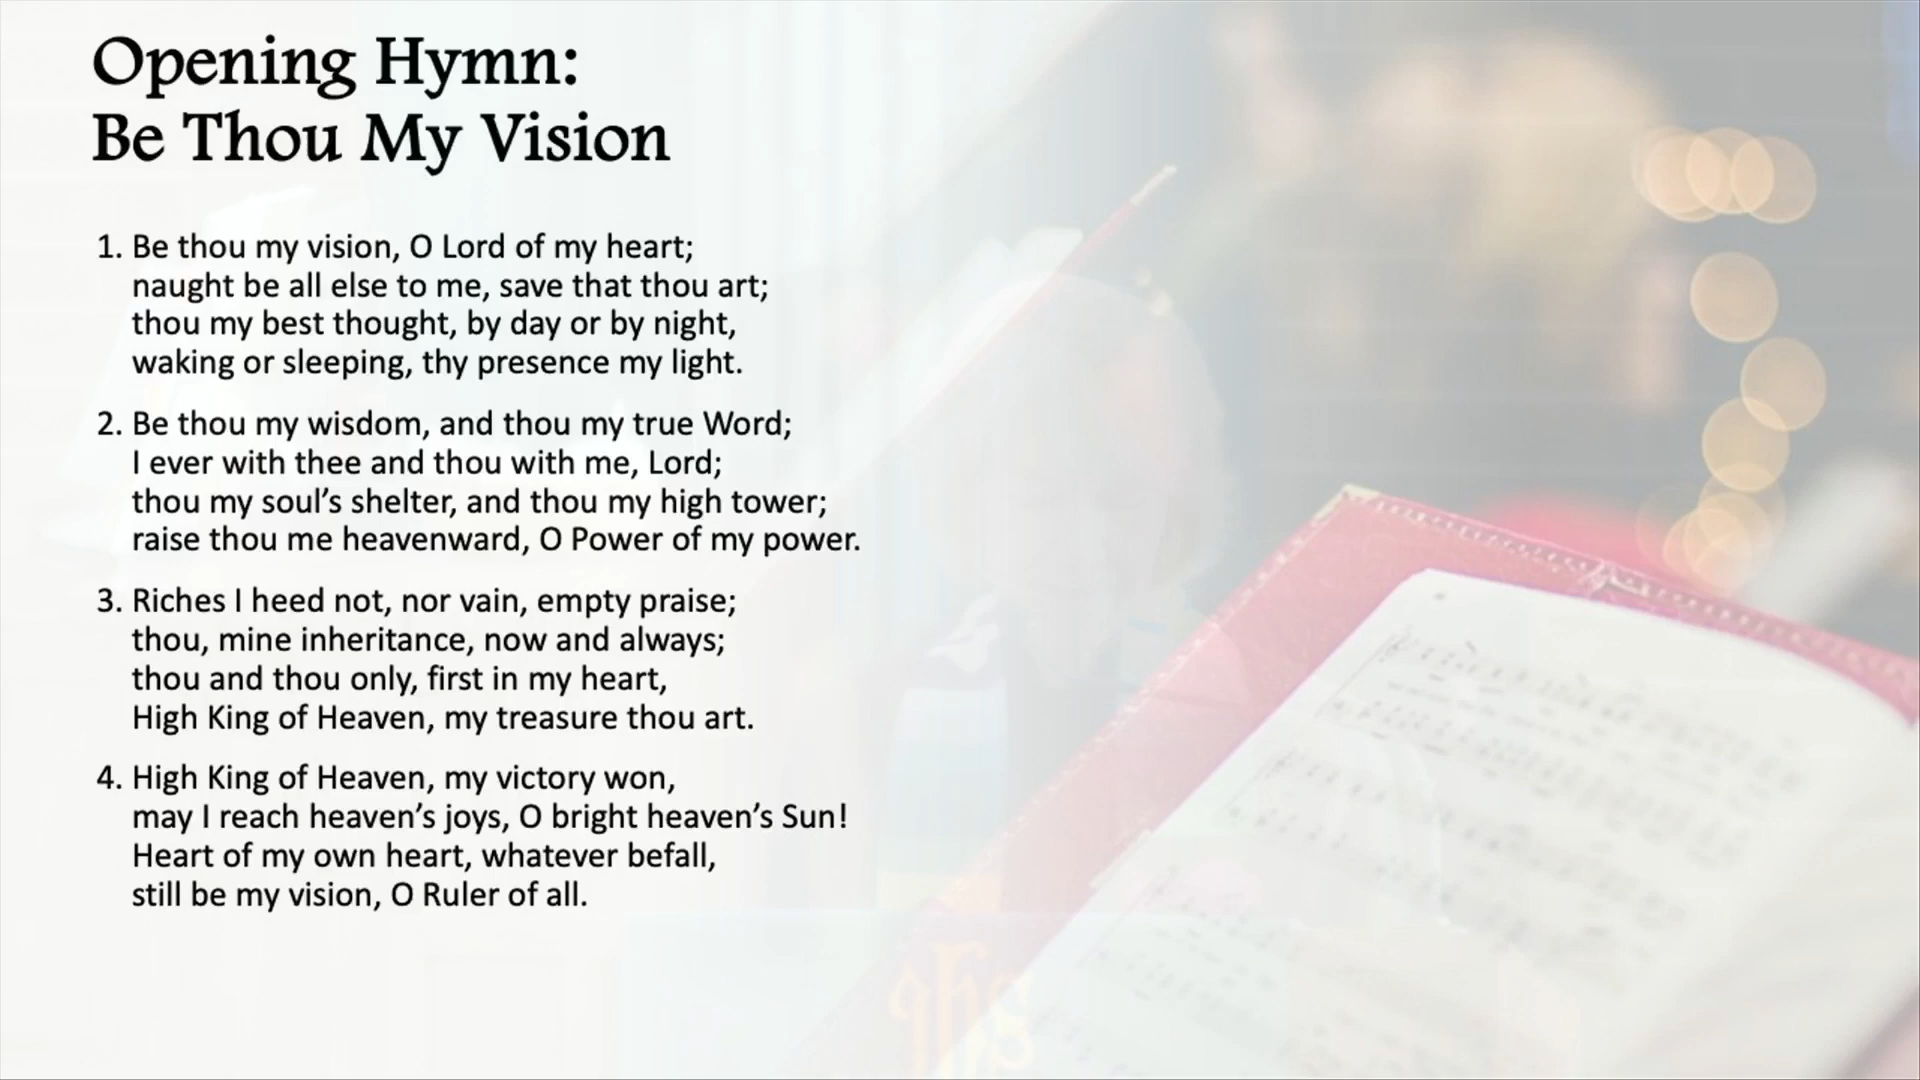 Opening Hymn:
Be Thou My Vision
1. Be thou my vision, O Lord of my heart;
naught be all else to me, save that thou art;
thou my best thought, by day or by night,
waking or sleeping, thy presence my light.
2. Be thou my wisdom, and thou my true Word;
I ever with thee and thou with me, Lord;
thou my soul’s shelter, and thou my high tower;
raise thou me heavenward, O Power of my power.
3. Riches I heed not, nor vain, empty praise;
thou, mine inheritance, now and always;
thou and thou only, first in my heart,
High King of Heaven, my treasure thou art.
4. High King of Heaven, my victory won,
may I reach heaven’s joys, O bright heaven’s Sun!
Heart of my own heart, whatever befall,
still be my vision, O Ruler of all.